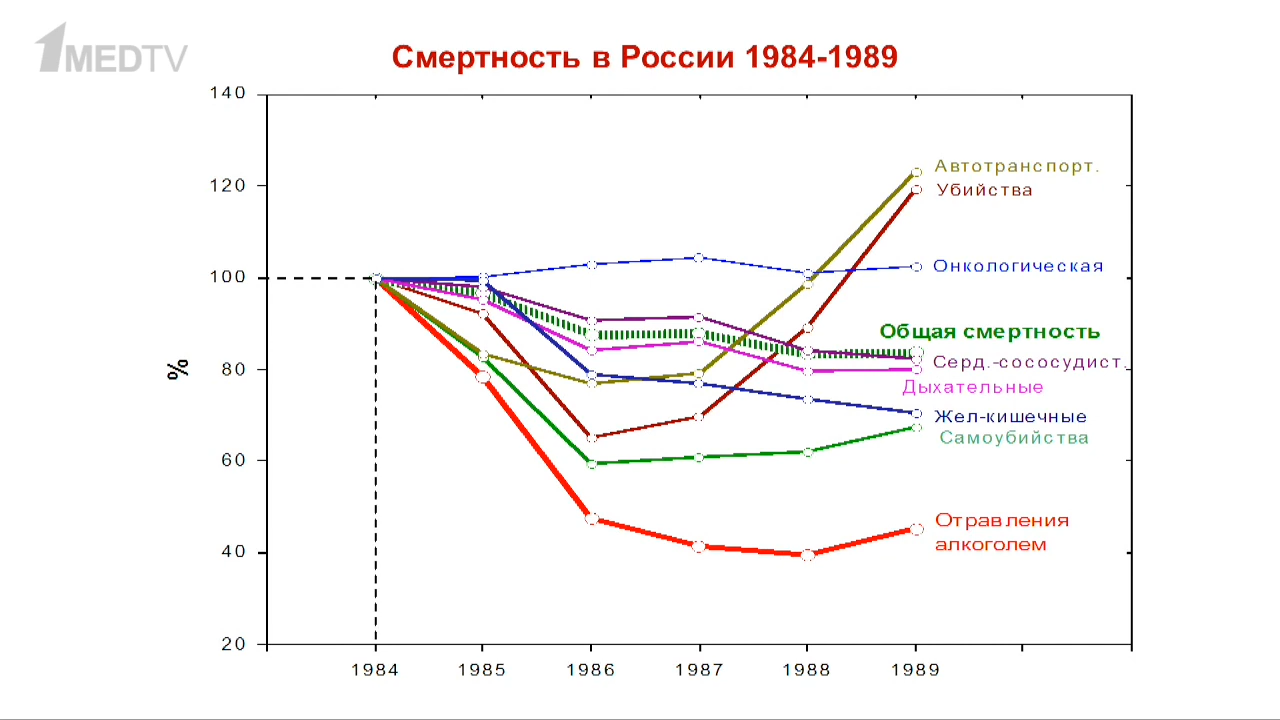 1MEDTV
Смертность в России 1984-1989
%
140
120
100
80
60
40
20
1984 1985 1986 1987 1988 1989
Автотранспорт.
Убийства
Онкологическая
Общая смертность
Серд.-сососудист.
Дыхательные
Жел-кишечные
Самоубийства
Отравления
алкоголем